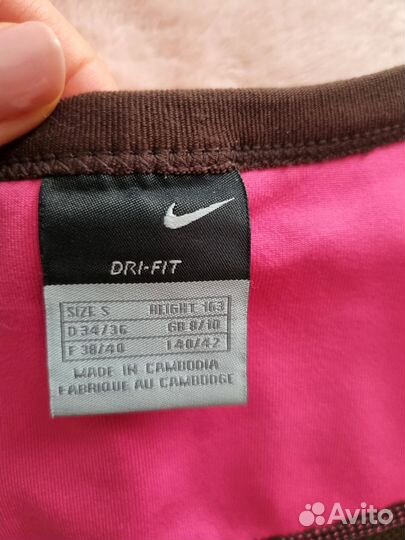 DRI-FIT
SIZE S HEIGHT 163
D 34/36 GB 8/10
F 38/40 I 40/42
MADE IN CAMBODIA
FABRIQUE AU CAMBODGE
Avito